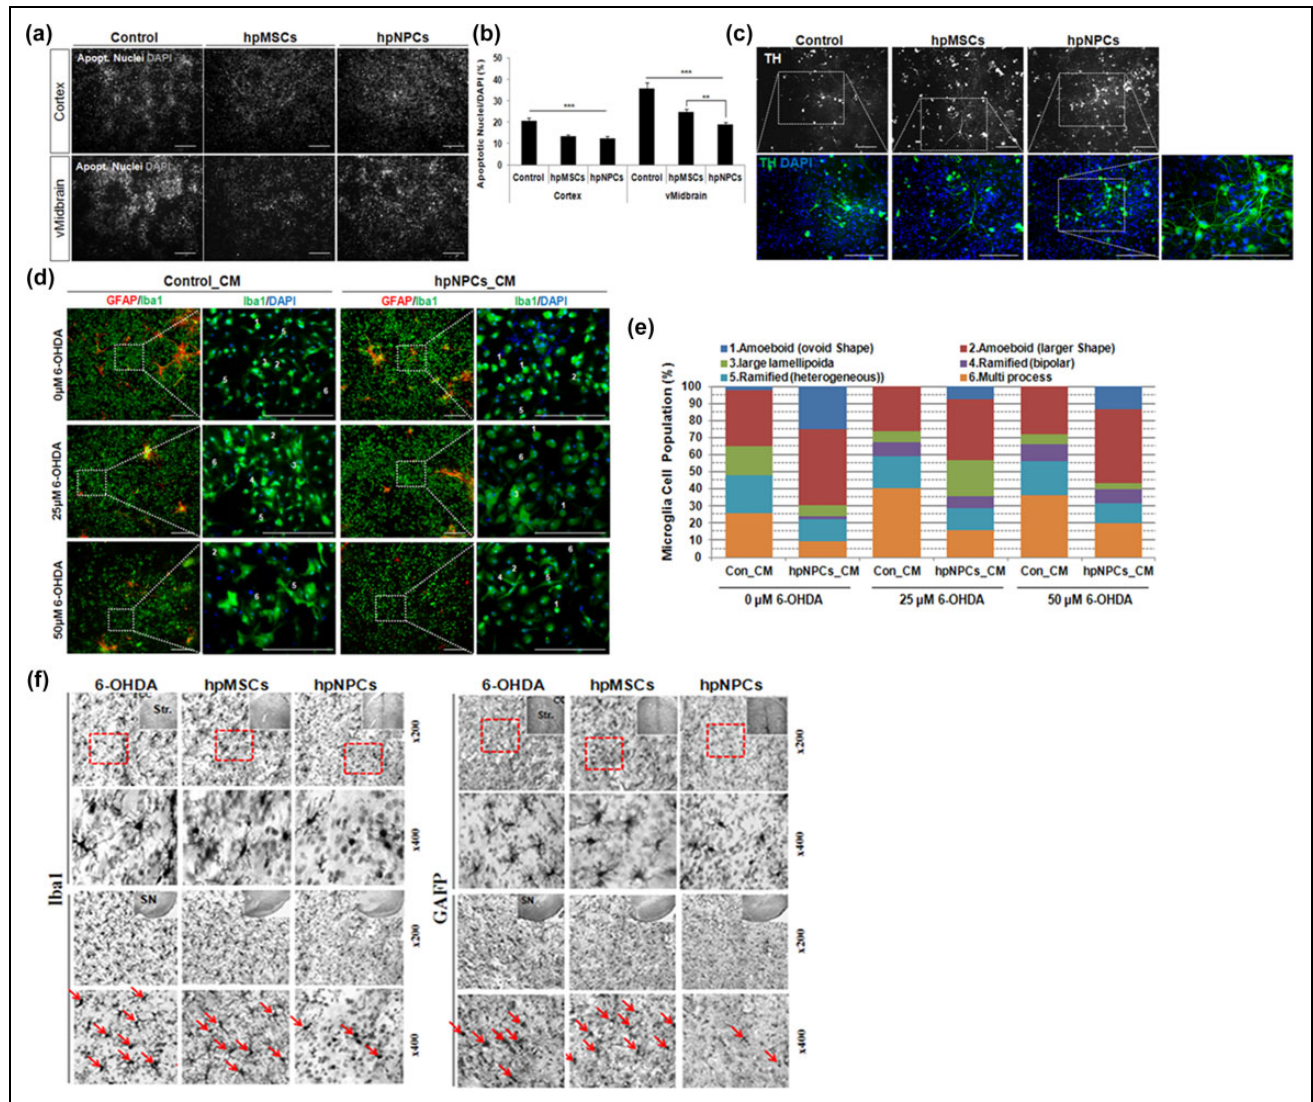 (a)
Control hpMSCs hpNPCs
Apopt. Nuclei DAPI
Cortex
Apopt. Nuclei DAPI
vMidbrain
(b)
Apoptotic Nuclei/DAPI (%)
50
40
30
20
10
0
*** *** **
Control hpMSCs hpNPCs Control hpMSCs hpNPCs
Cortex vMidbrain
(c)
Control hpMSCs hpNPCs
TH
TH DAPI
(d)
Control_CM hpNPCs_CM
GFAP/Iba1 Iba1/DAPI GFAP/Iba1 Iba1/DAPI
0µM 6-OHDA
25µM 6-OHDA
50µM 6-OHDA
(e)
1.Amoeboid (ovoid Shape) 2.Amoeboid (larger Shape)
3.large lamellipoida 4.Ramified (bipolar)
5.Ramified (heterogeneous)) 6.Multi process
Microglia Cell Population (%)
100
90
80
70
60
50
40
30
20
10
0
Con_CM hpNPCs_CM Con_CM hpNPCs_CM Con_CM hpNPCs_CM
0 µM 6-OHDA 25 µM 6-OHDA 50 µM 6-OHDA
(f)
6-OHDA hpMSCs hpNPCs 6-OHDA hpMSCs hpNPCs
CC CC
Str. Str.
x200 x200
x400 x400
Iba1 GAFP
SN SN
x200 x200
x400 x400